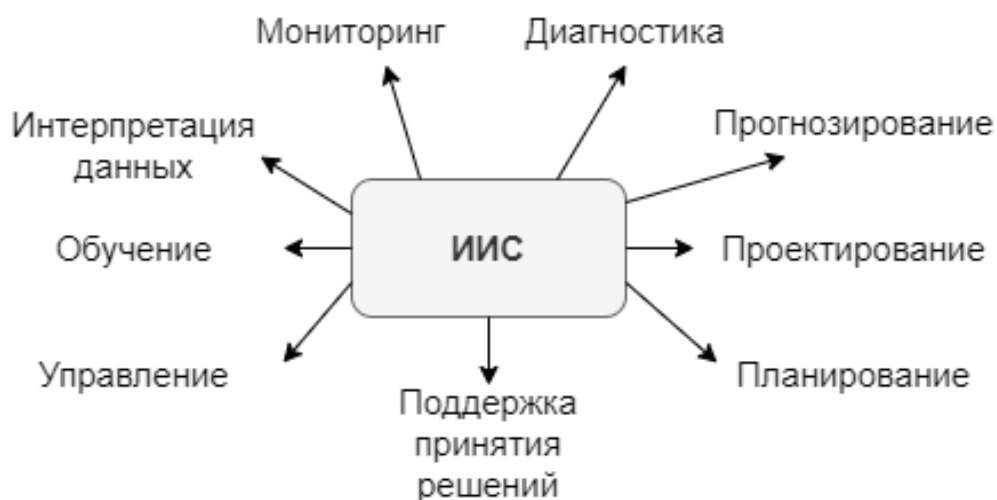 Мониторинг
Диагностика
Интерпретация
данных
Прогнозирование
Обучение
ИИС
Проектирование
Управление
Планирование
Поддержка
принятия
решений